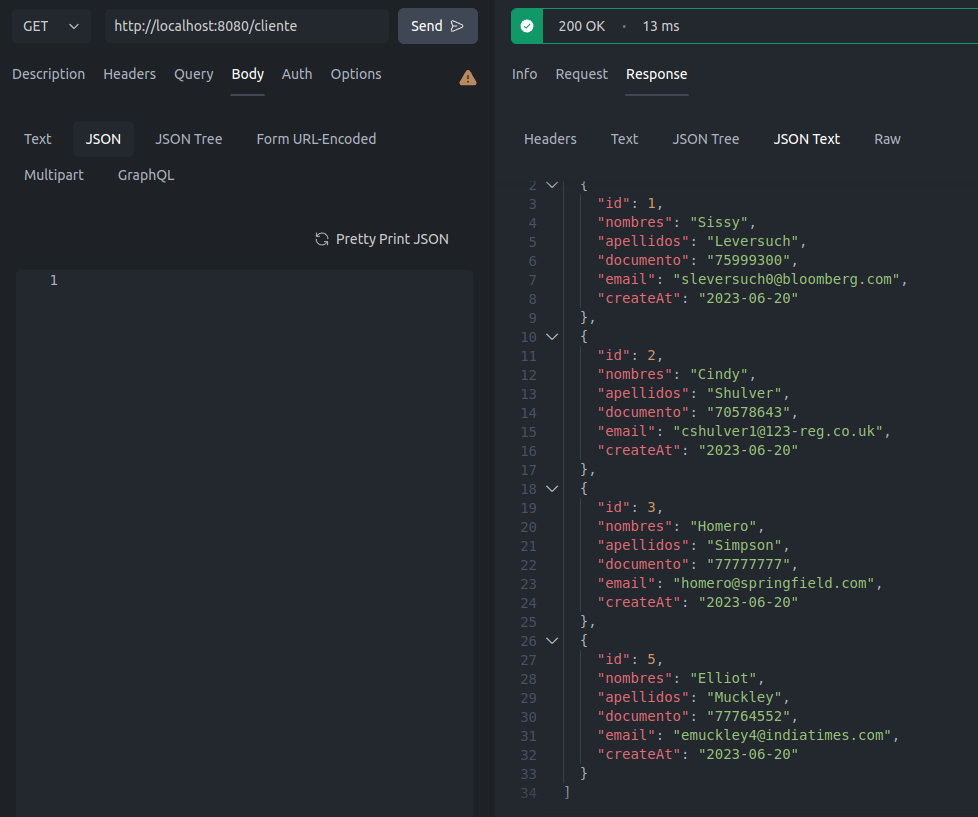 GET http://localhost:8080/cliente Send
Description Headers Query Body Auth Options
Text JSON JSON Tree Form URL-Encoded
Multipart GraphQL
Pretty Print JSON
1
200 OK • 13 ms
Info Request Response
Headers Text JSON Tree JSON Text Raw
2 {
3 "id": 1,
4 "nombres": "Sissy",
5 "apellidos": "Leversuch",
6 "documento": "75999300",
7 "email": "sleversuch0@bloomberg.com",
8 "createAt": "2023-06-20"
9 },
10 {
11 "id": 2,
12 "nombres": "Cindy",
13 "apellidos": "Shulver",
14 "documento": "70578643",
15 "email": "cshulver1@123-reg.co.uk",
16 "createAt": "2023-06-20"
17 },
18 {
19 "id": 3,
20 "nombres": "Homero",
21 "apellidos": "Simpson",
22 "documento": "77777777",
23 "email": "homero@springfield.com",
24 "createAt": "2023-06-20"
25 },
26 {
27 "id": 5,
28 "nombres": "Elliot",
29 "apellidos": "Muckley",
30 "documento": "77764552",
31 "email": "emuckley4@indiatimes.com",
32 "createAt": "2023-06-20"
33 }
34 ]